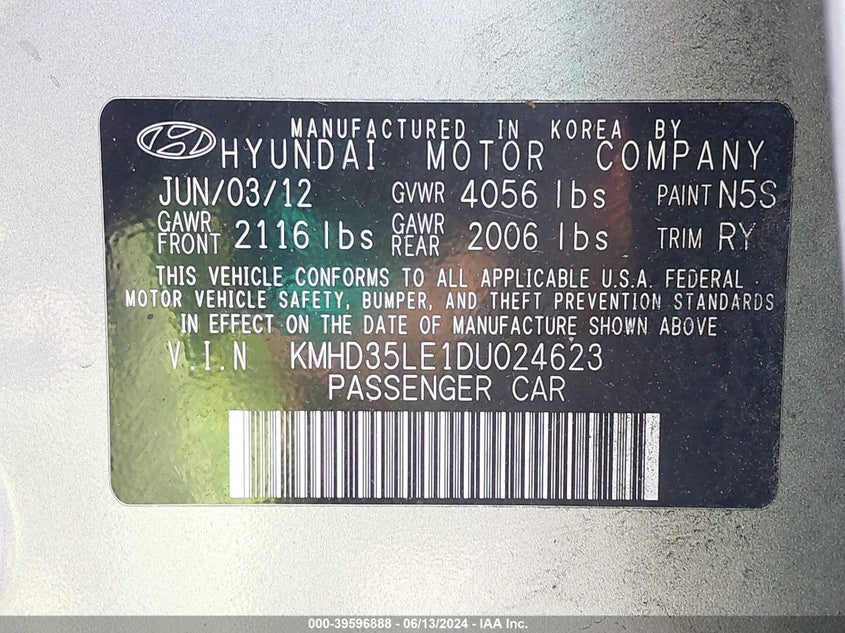 MANUFACTURED IN KOREA BY
HYUNDAI MOTOR COMPANY
JUN/03/12 GVWR 4056 lbs PAINT N5S
GAWR FRONT 2116 lbs GAWR REAR 2006 lbs TRIM RY
THIS VEHICLE CONFORMS TO ALL APPLICABLE U.S.A. FEDERAL
MOTOR VEHICLE SAFETY, BUMPER, AND THEFT PREVENTION STANDARDS
IN EFFECT ON THE DATE OF MANUFACTURE SHOWN ABOVE
V.I.N KMHD35LE1DU024623
PASSENGER CAR
000-39596888 - 06/13/2024 - IAA Inc.